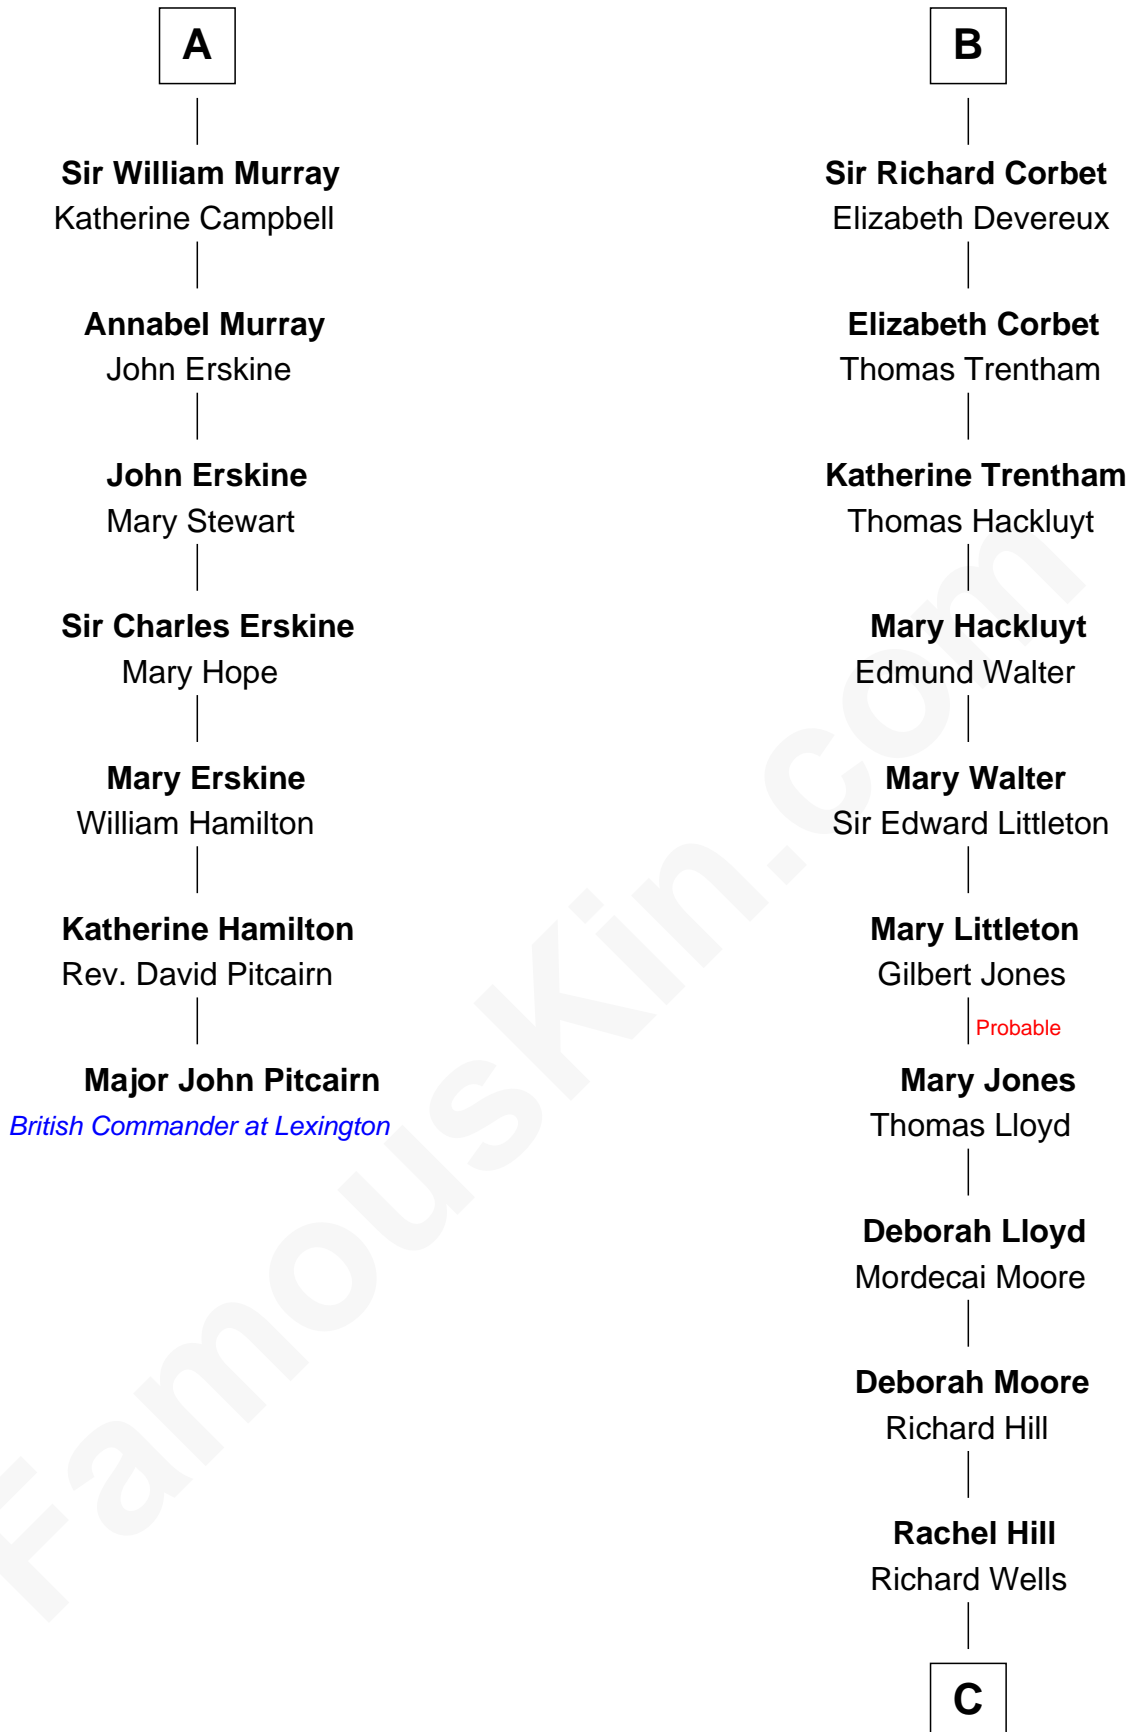 A
Sir William Murray
Katherine Campbell
Annabel Murray
John Erskine
John Erskine
Mary Stewart
Sir Charles Erskine
Mary Hope
Mary Erskine
William Hamilton
Katherine Hamilton
Rev. David Pitcairn
Major John Pitcairn
British Commander at Lexington
B
Sir Richard Corbet
Elizabeth Devereux
Elizabeth Corbet
Thomas Trentham
Katherine Trentham
Thomas Hackluyt
Mary Hackluyt
Edmund Walter
Mary Walter
Sir Edward Littleton
Mary Littleton
Gilbert Jones
Probable
Mary Jones
Thomas Lloyd
Deborah Lloyd
Mordecai Moore
Deborah Moore
Richard Hill
Rachel Hill
Richard Wells
C
FamousKin.com